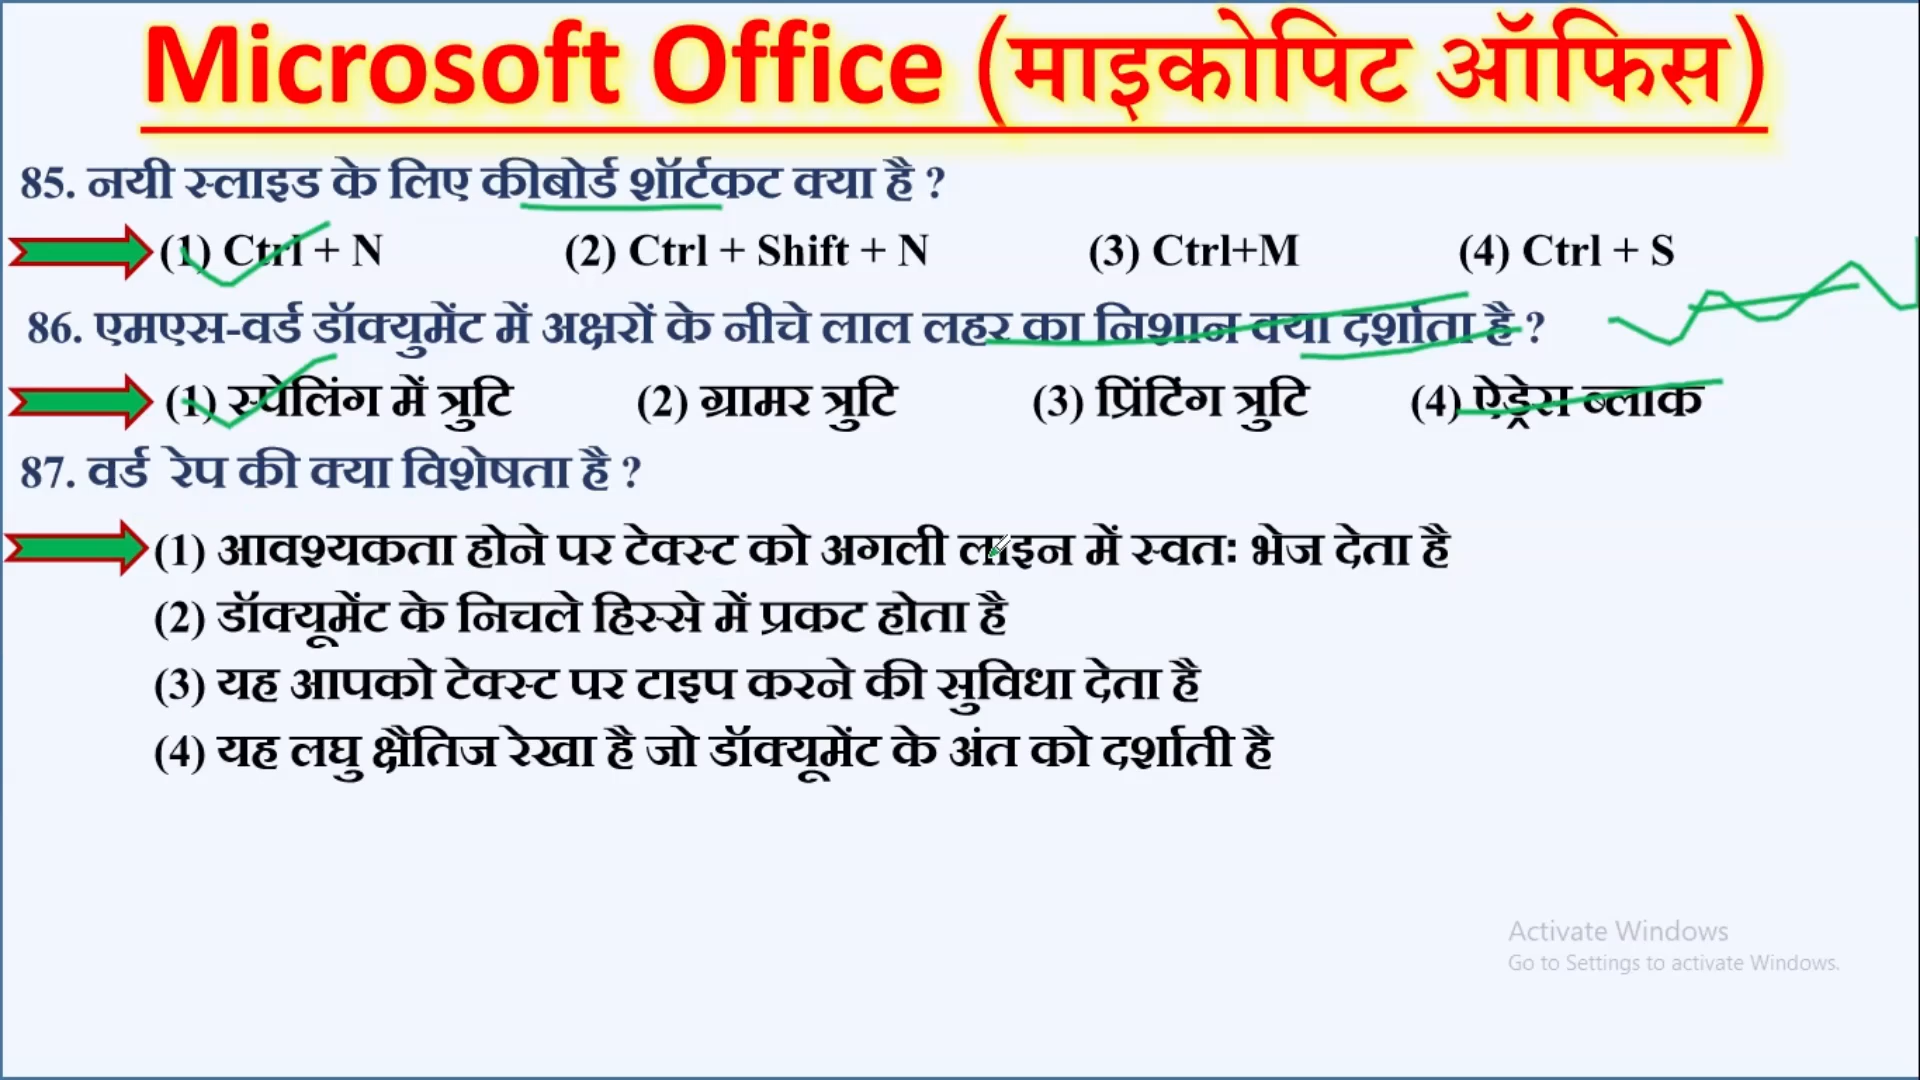 Microsoft Office (माइकोपिट ऑफिस)
85. नयी स्लाइड के लिए कीबोर्ड शॉर्टकट क्या है ?
(1) Ctrl + N (2) Ctrl + Shift + N (3) Ctrl+M (4) Ctrl + S
86. एमएस-वर्ड डॉक्युमेंट में अक्षरों के नीचे लाल लहर का निशान क्या दर्शाता है ?
(1) स्पेलिंग में त्रुटि (2) ग्रामर त्रुटि (3) प्रिंटिंग त्रुटि (4) ऐड्रेस ब्लाक
87. वर्ड रेप की क्या विशेषता है ?
(1) आवश्यकता होने पर टेक्स्ट को अगली लाइन में स्वतः भेज देता है
(2) डॉक्यूमेंट के निचले हिस्से में प्रकट होता है
(3) यह आपको टेक्स्ट पर टाइप करने की सुविधा देता है
(4) यह लघु क्षैतिज रेखा है जो डॉक्यूमेंट के अंत को दर्शाती है
Activate Windows
Go to Settings to activate Windows.